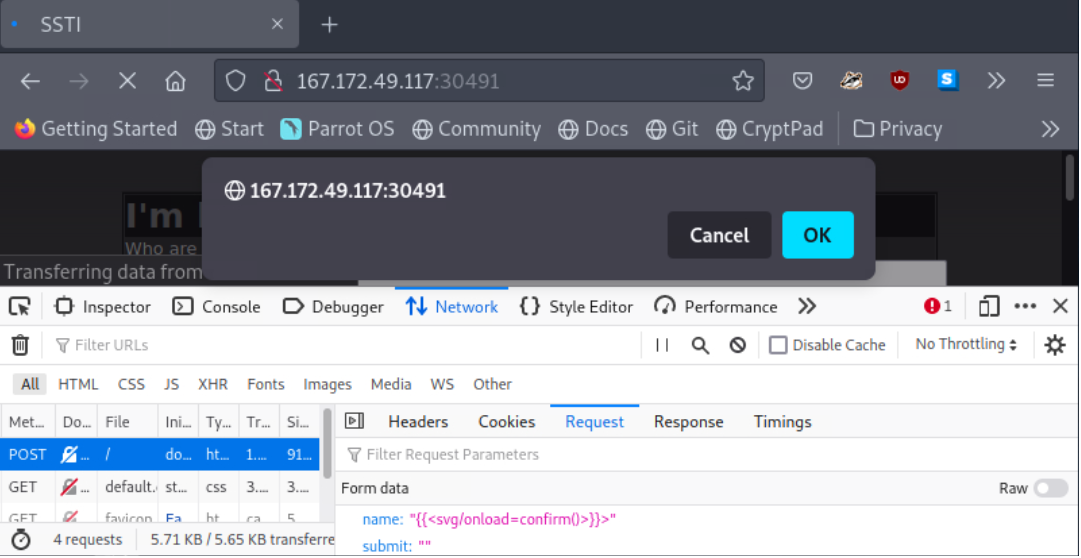 SSTI
167.172.49.117:30491
Getting Started Start Parrot OS Community Docs Git CryptPad Privacy
167.172.49.117:30491
I'm
Cancel OK
Who are
Transferring data from
Inspector Console Debugger Network Style Editor Performance 1
Filter URLs Disable Cache No Throttling
All HTML CSS JS XHR Fonts Images Media WS Other
Met... Do... File Ini... Ty... Tr... Si... Headers Cookies Request Response Timings
POST ... / do... ht... 1.... 91... Filter Request Parameters
GET ... default. st... css 3.... 3....
Form data Raw
GET favicon Fa ht ca 5
name: "{{<svg/onload=confirm()>}}>"
4 requests 5.71 KB / 5.65 KB transferre
submit: ""